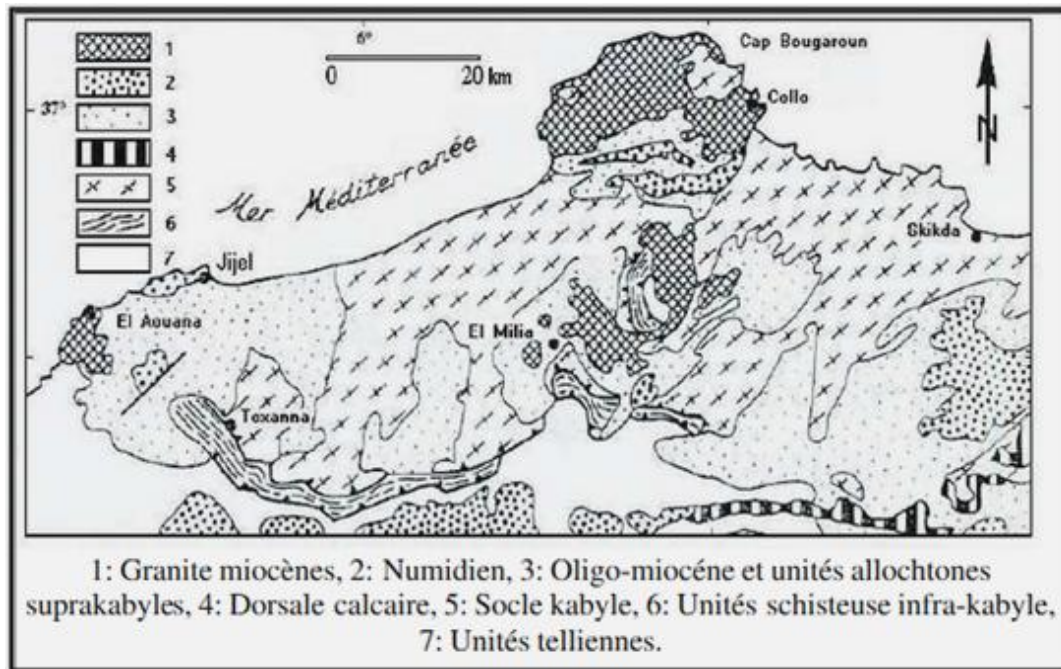 1
2
3
4
5
6
7
6°
0 20 km
37°
Cap Bougaroun
Collo
N
Mer Méditerranée
Skikda
Jijel
El Aouana
El Milia
Texanna
1: Granite miocènes, 2: Numidien, 3: Oligo-miocéne et unités allochtones
suprakabyles, 4: Dorsale calcaire, 5: Socle kabyle, 6: Unités schisteuse infra-kabyle,
7: Unités telliennes.